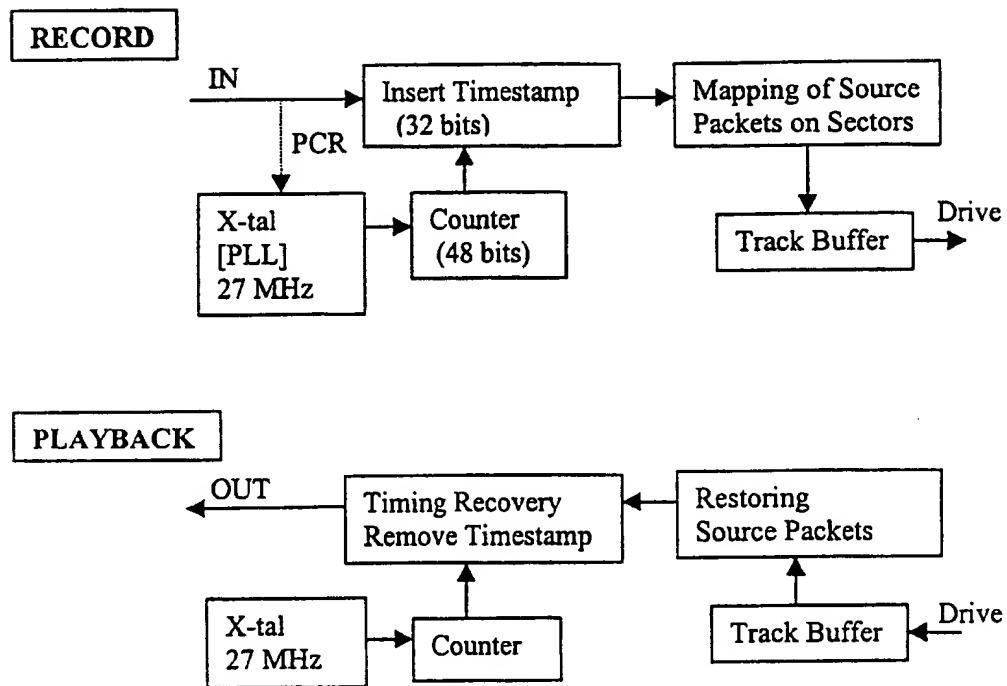 RECORD
IN
PCR
Insert Timestamp
(32 bits)
Mapping of Source
Packets on Sectors
X-tal
[PLL]
27 MHz
Counter
(48 bits)
Track Buffer
Drive
PLAYBACK
OUT
Timing Recovery
Remove Timestamp
Restoring
Source Packets
X-tal
27 MHz
Counter
Track Buffer
Drive